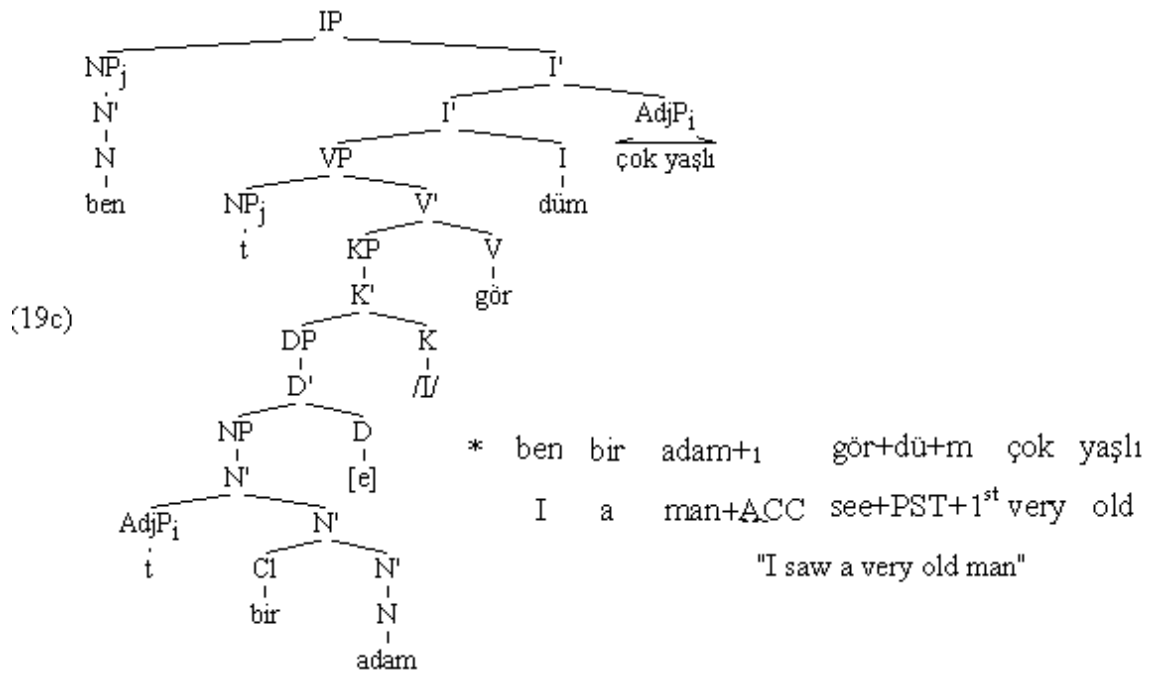 IP
NPj I'
N' I' AdjPi
N VP I çok yaşlı
ben NPj V' düm
t KP V
K' gör
(19c)
DP K
D' /I/
NP D
* ben bir adam+ı gör+dü+m çok yaşlı
N' [e]
I a man+ACC see+PST+1st very old
AdjPi N'
t Cl N' "I saw a very old man"
bir N
adam